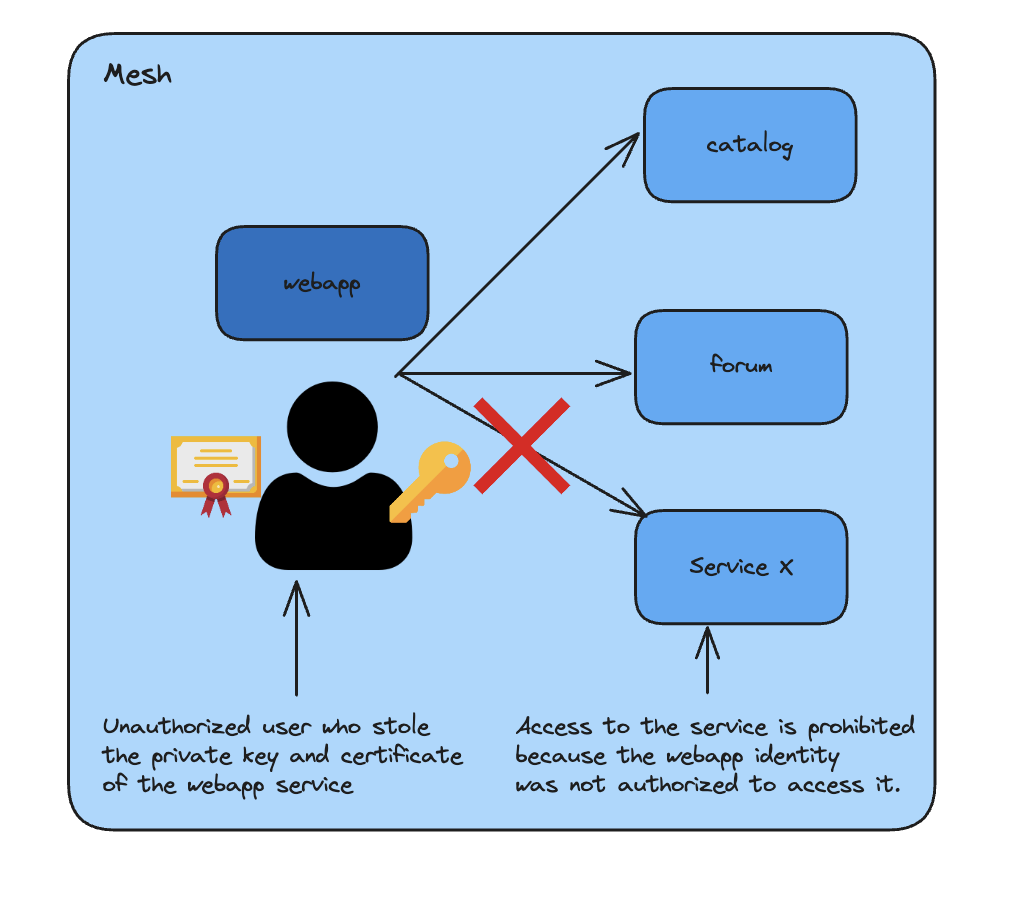 Mesh
catalog
webapp
forum
Service X
Unauthorized user who stole
the private key and certificate
of the webapp service
Access to the service is prohibited
because the webapp identity
was not authorized to access it.